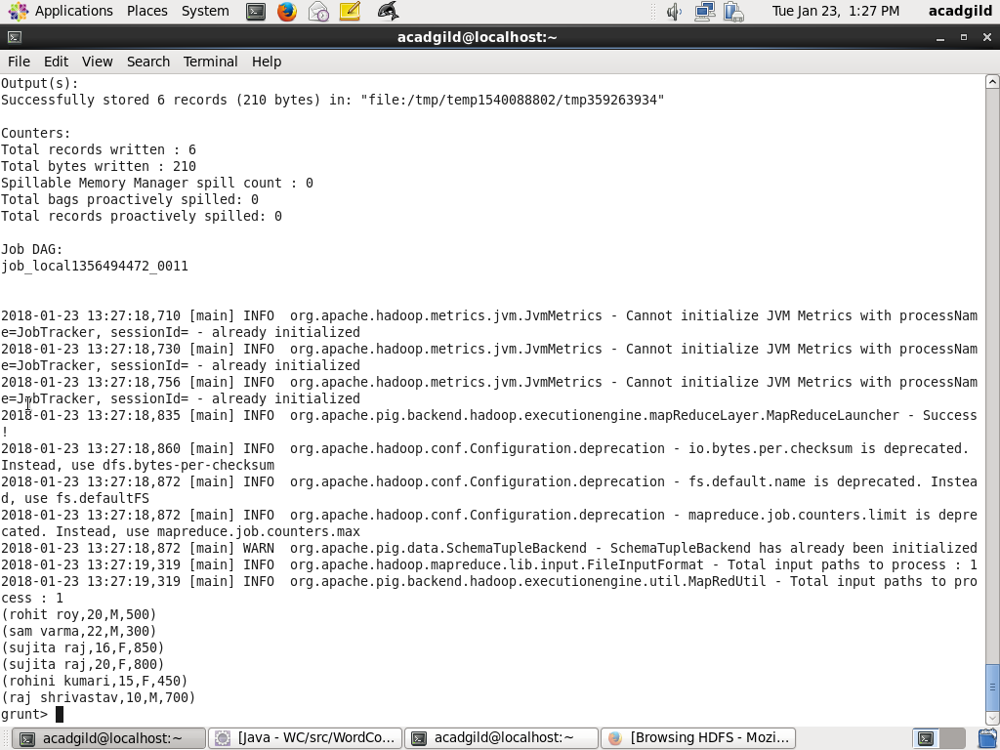 Applications Places System Tue Jan 23, 1:27 PM acadgild
acadgild@localhost:~
File Edit View Search Terminal Help
Output(s):
Successfully stored 6 records (210 bytes) in: "file:/tmp/temp1540088802/tmp359263934"
Counters:
Total records written : 6
Total bytes written : 210
Spillable Memory Manager spill count : 0
Total bags proactively spilled: 0
Total records proactively spilled: 0
Job DAG:
job_local1356494472_0011
2018-01-23 13:27:18,710 [main] INFO  org.apache.hadoop.metrics.jvm.JvmMetrics - Cannot initialize JVM Metrics with processNam
e=JobTracker, sessionId= - already initialized
2018-01-23 13:27:18,730 [main] INFO  org.apache.hadoop.metrics.jvm.JvmMetrics - Cannot initialize JVM Metrics with processNam
e=JobTracker, sessionId= - already initialized
2018-01-23 13:27:18,756 [main] INFO  org.apache.hadoop.metrics.jvm.JvmMetrics - Cannot initialize JVM Metrics with processNam
e=JobTracker, sessionId= - already initialized
2018-01-23 13:27:18,835 [main] INFO  org.apache.pig.backend.hadoop.executionengine.mapReduceLayer.MapReduceLauncher - Success
!
2018-01-23 13:27:18,860 [main] INFO  org.apache.hadoop.conf.Configuration.deprecation - io.bytes.per.checksum is deprecated.
Instead, use dfs.bytes-per-checksum
2018-01-23 13:27:18,872 [main] INFO  org.apache.hadoop.conf.Configuration.deprecation - fs.default.name is deprecated. Instea
d, use fs.defaultFS
2018-01-23 13:27:18,872 [main] INFO  org.apache.hadoop.conf.Configuration.deprecation - mapreduce.job.counters.limit is depre
cated. Instead, use mapreduce.job.counters.max
2018-01-23 13:27:18,872 [main] WARN  org.apache.pig.data.SchemaTupleBackend - SchemaTupleBackend has already been initialized
2018-01-23 13:27:19,319 [main] INFO  org.apache.hadoop.mapreduce.lib.input.FileInputFormat - Total input paths to process : 1
2018-01-23 13:27:19,319 [main] INFO  org.apache.pig.backend.hadoop.executionengine.util.MapRedUtil - Total input paths to pro
cess : 1
(rohit roy,20,M,500)
(sam varma,22,M,300)
(sujita raj,16,F,850)
(sujita raj,20,F,800)
(rohini kumari,15,F,450)
(raj shrivastav,10,M,700)
grunt>
acadgild@localhost:~ [Java - WC/src/WordCo... acadgild@localhost:~ [Browsing HDFS - Mozi...